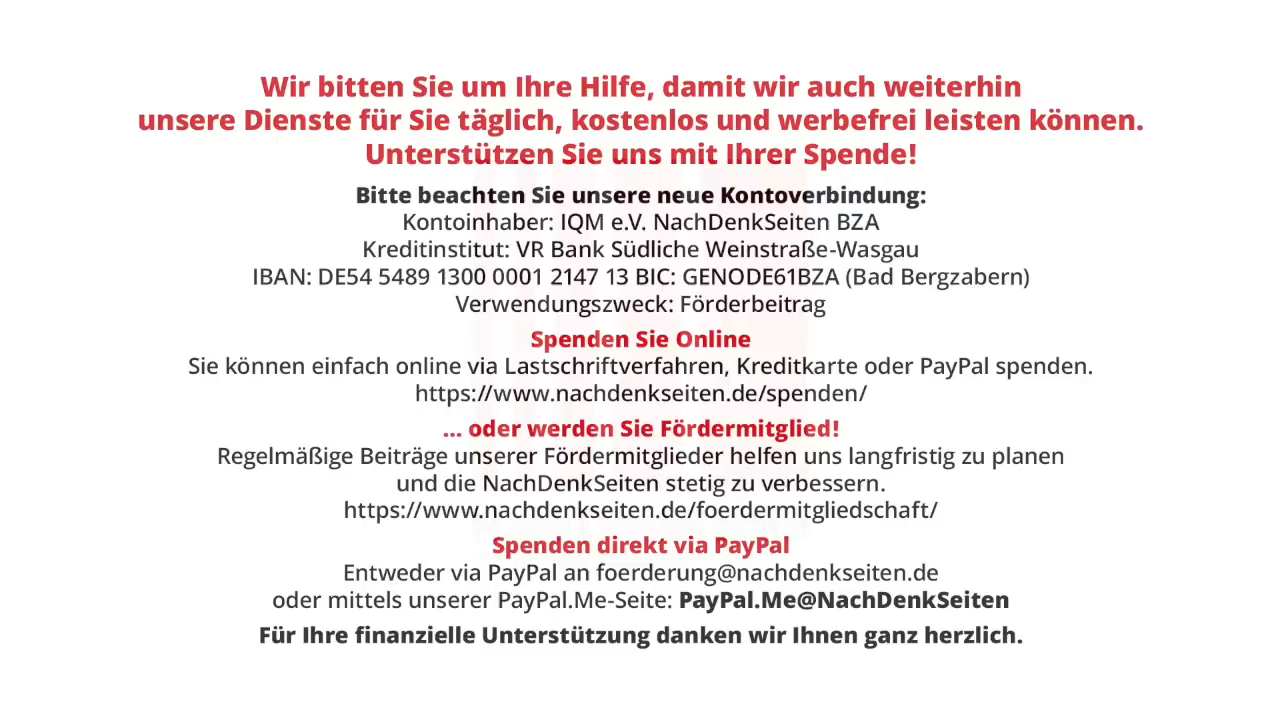 Wir bitten Sie um Ihre Hilfe, damit wir auch weiterhin
unsere Dienste für Sie täglich, kostenlos und werbefrei leisten können.
Unterstützen Sie uns mit Ihrer Spende!
Bitte beachten Sie unsere neue Kontoverbindung:
Kontoinhaber: IQM e.V. NachDenkSeiten BZA
Kreditinstitut: VR Bank Südliche Weinstraße-Wasgau
IBAN: DE54 5489 1300 0001 2147 13 BIC: GENODE61BZA (Bad Bergzabern)
Verwendungszweck: Förderbeitrag
Spenden Sie Online
Sie können einfach online via Lastschriftverfahren, Kreditkarte oder PayPal spenden.
https://www.nachdenkseiten.de/spenden/
... oder werden Sie Fördermitglied!
Regelmäßige Beiträge unserer Fördermitglieder helfen uns langfristig zu planen
und die NachDenkSeiten stetig zu verbessern.
https://www.nachdenkseiten.de/foerdermitgliedschaft/
Spenden direkt via PayPal
Entweder via PayPal an foerderung@nachdenkseiten.de
oder mittels unserer PayPal.Me-Seite: PayPal.Me@NachDenkSeiten
Für Ihre finanzielle Unterstützung danken wir Ihnen ganz herzlich.